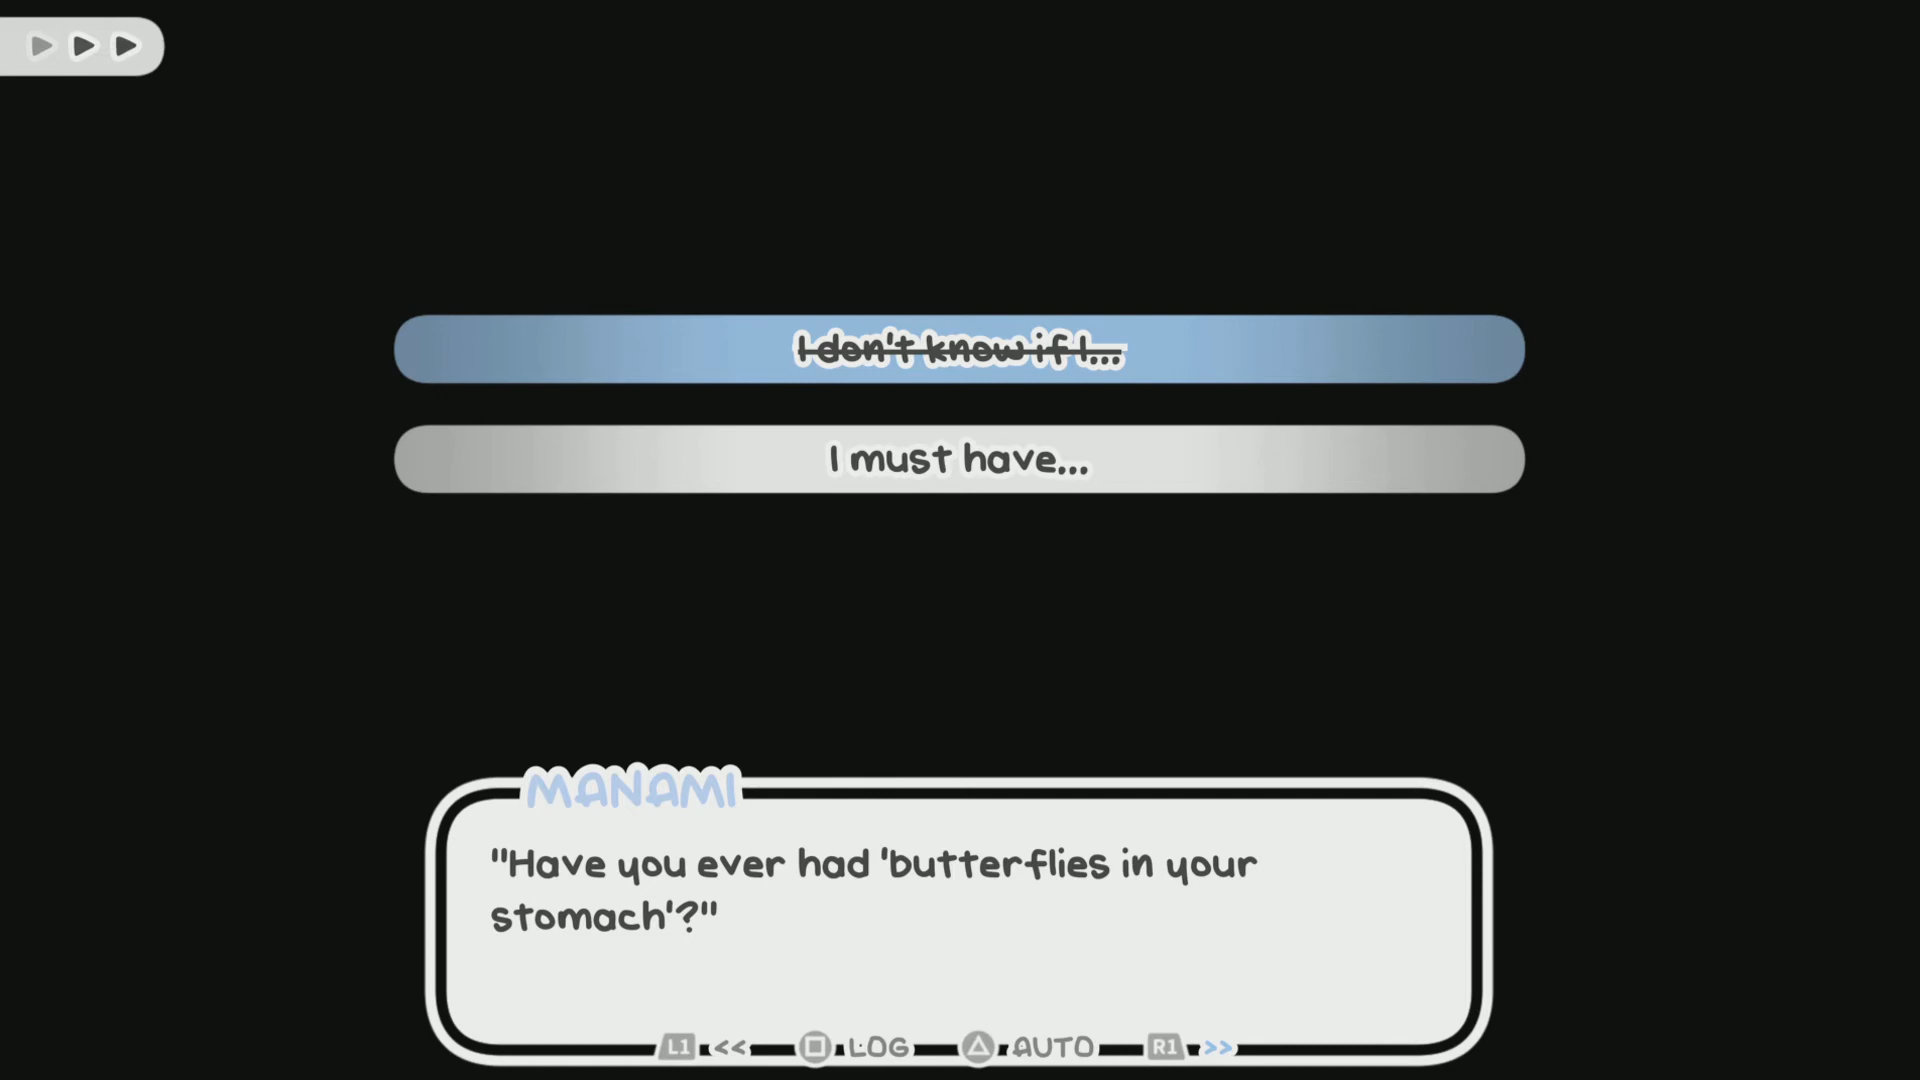 I don't know if I...
I must have...
MANAMI
"Have you ever had 'butterflies in your
stomach'?"
L1 << LOG AUTO R1 >>